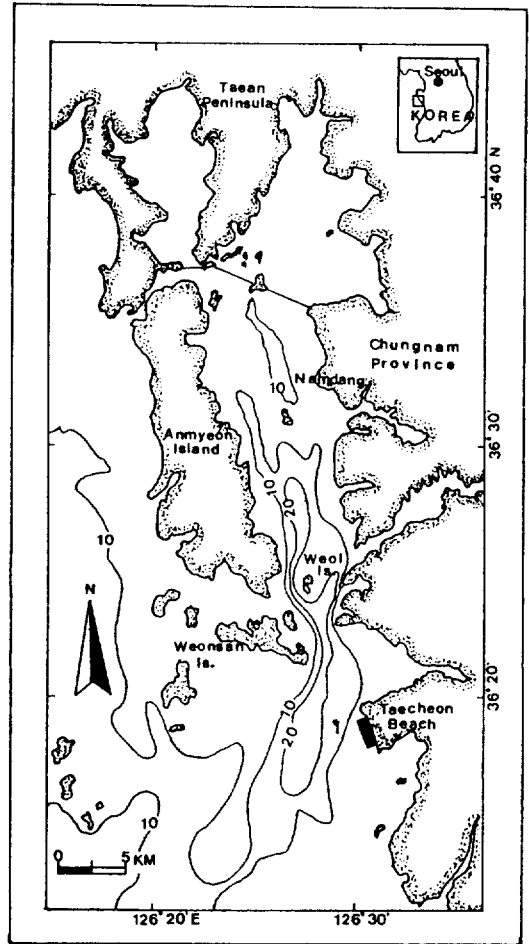 Taean
Peninsula
Seoul
KOREA
36°40'N
Chungnam
Province
10
Namdang
Anmyeon
Island
36°30'
10
20
10
Weol
Is.
N
Weonsan
Is.
36°20'
Taecheon
Beach
10
20
10
0 5 KM
126°20'E
126°30'